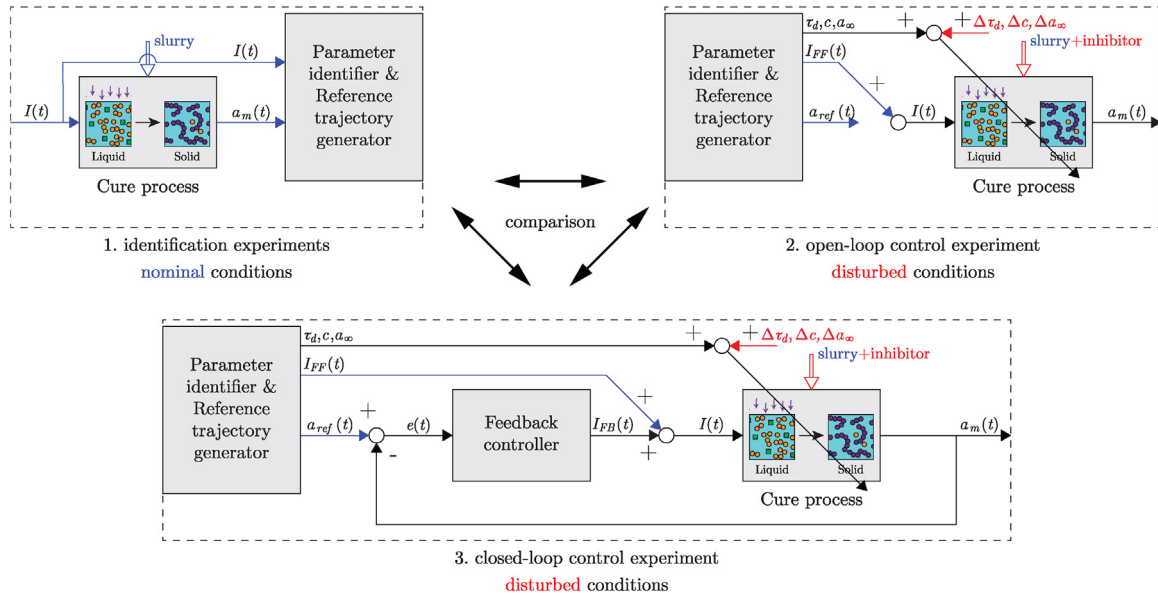 slurry
I(t)
I(t)
Liquid
Solid
a_m(t)
Cure process
Parameter
identifier &
Reference
trajectory
generator
1. identification experiments
nominal conditions
Parameter
identifier &
Reference
trajectory
generator
τ_d, c, a_∞
+
+ Δτ_d, Δc, Δa_∞
I_FF(t)
+
slurry+inhibitor
a_ref(t)
I(t)
Liquid
Solid
a_m(t)
Cure process
2. open-loop control experiment
disturbed conditions
comparison
Parameter
identifier &
Reference
trajectory
generator
τ_d, c, a_∞
+
+ Δτ_d, Δc, Δa_∞
I_FF(t)
slurry+inhibitor
a_ref(t)
+
-
e(t)
Feedback
controller
I_FB(t)
+
+
I(t)
Liquid
Solid
a_m(t)
Cure process
3. closed-loop control experiment
disturbed conditions